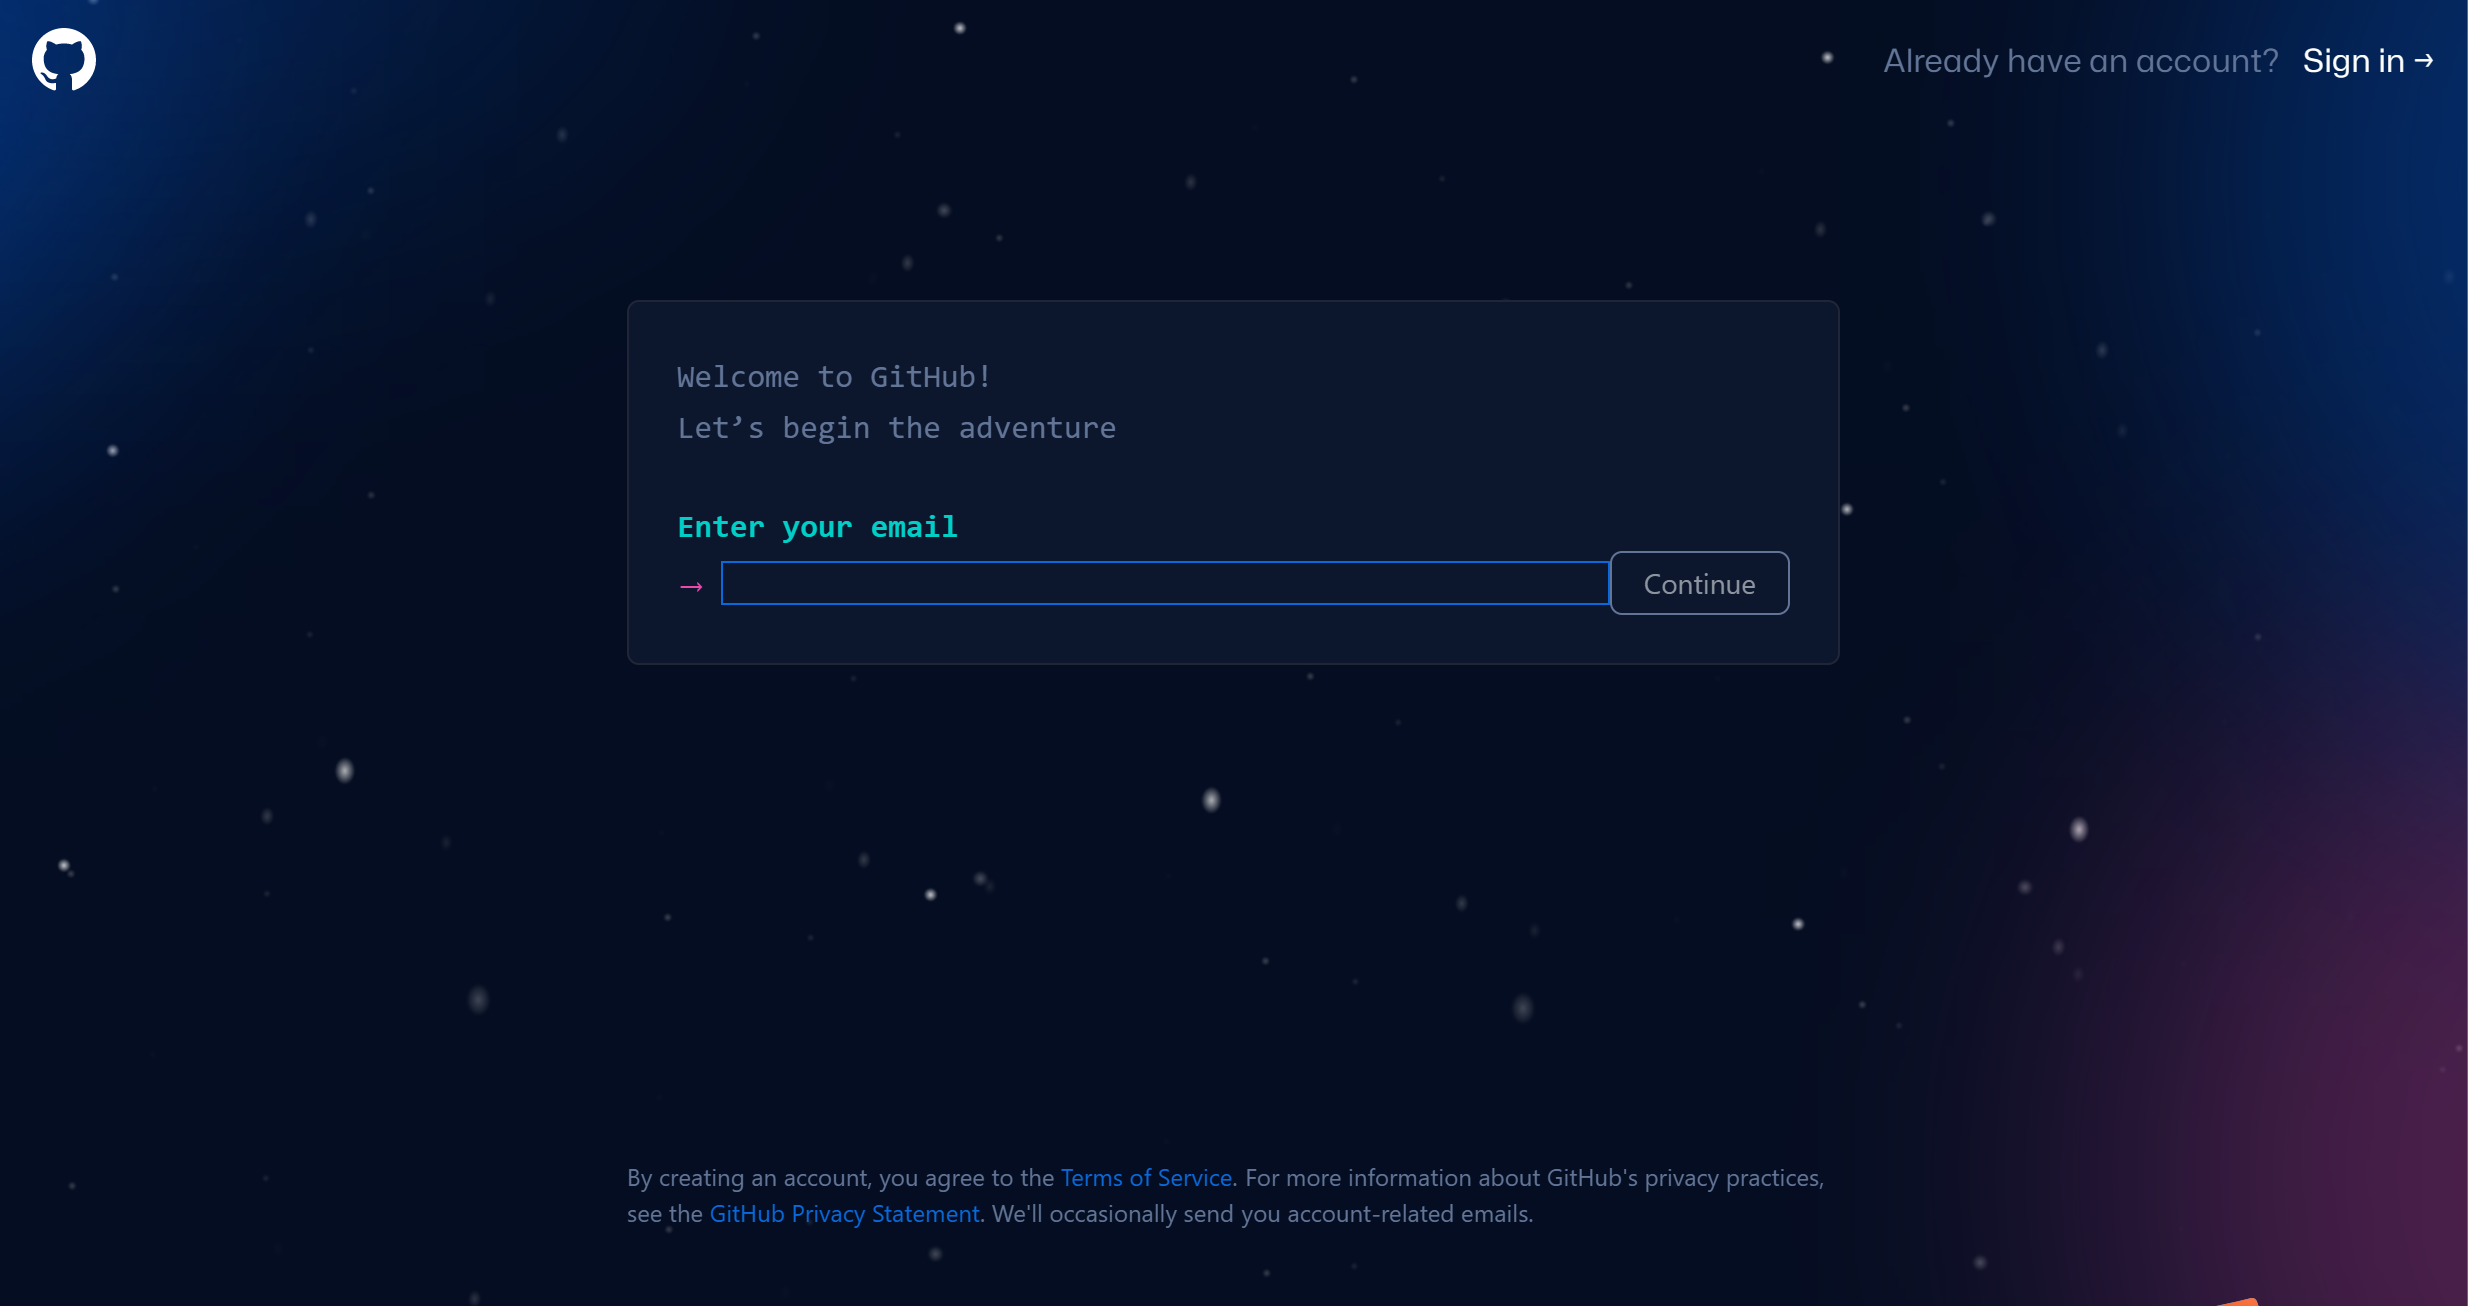 Already have an account? Sign in →
Welcome to GitHub!
Let’s begin the adventure
Enter your email
→ Continue
By creating an account, you agree to the Terms of Service. For more information about GitHub's privacy practices,
see the GitHub Privacy Statement. We'll occasionally send you account-related emails.